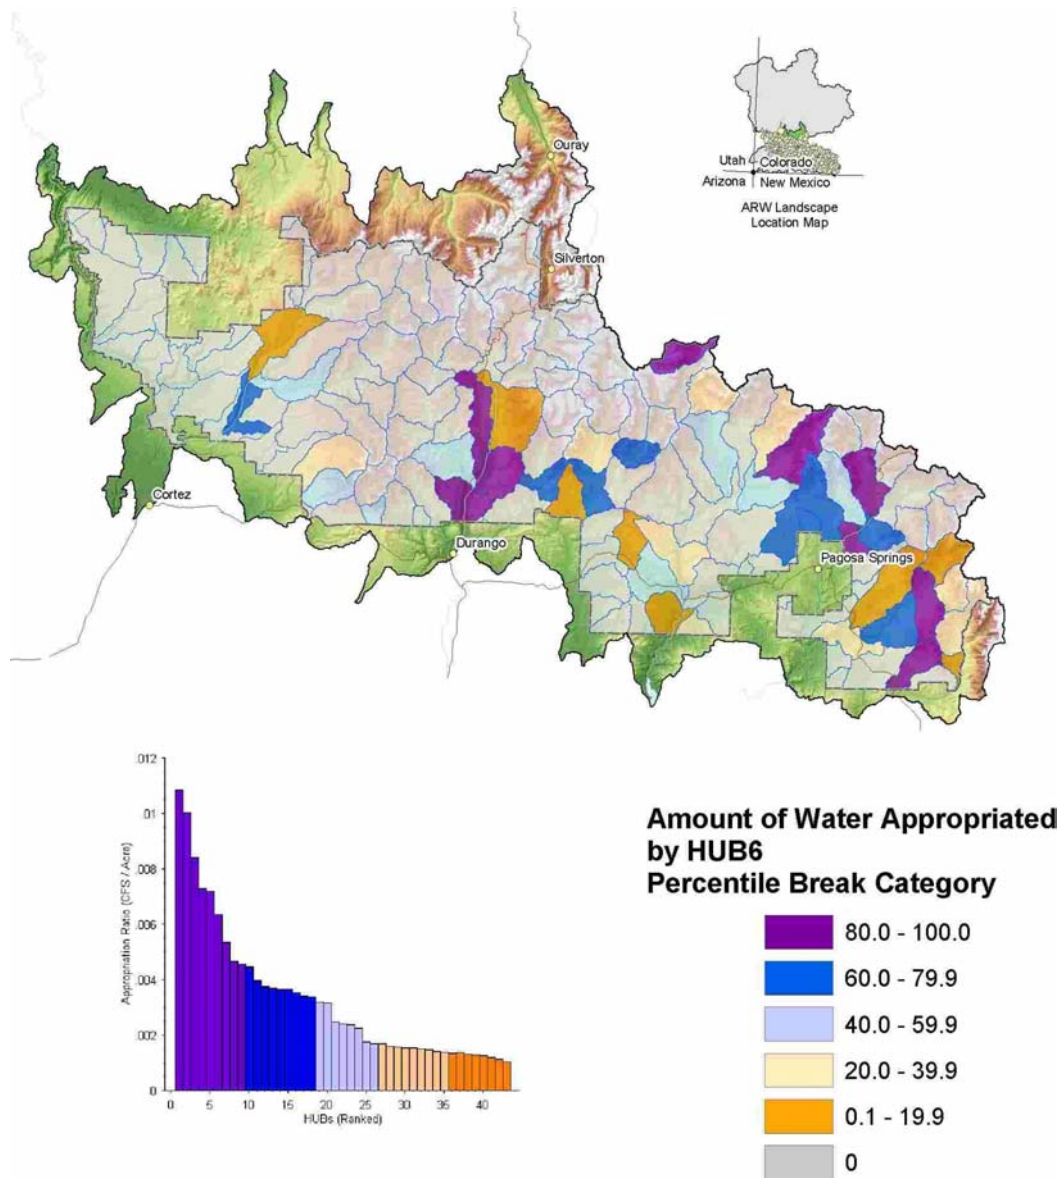 Ouray
Utah Colorado
Arizona New Mexico
ARW Landscape
Location Map
Silverton
Cortez
Durango
Pagosa Springs
.012
.01
.008
.006
.004
.002
0
Appropriation Ratio (CFS / Acre)
0 5 10 15 20 25 30 35 40
HUBs (Ranked)
Amount of Water Appropriated
by HUB6
Percentile Break Category
80.0 - 100.0
60.0 - 79.9
40.0 - 59.9
20.0 - 39.9
0.1 - 19.9
0